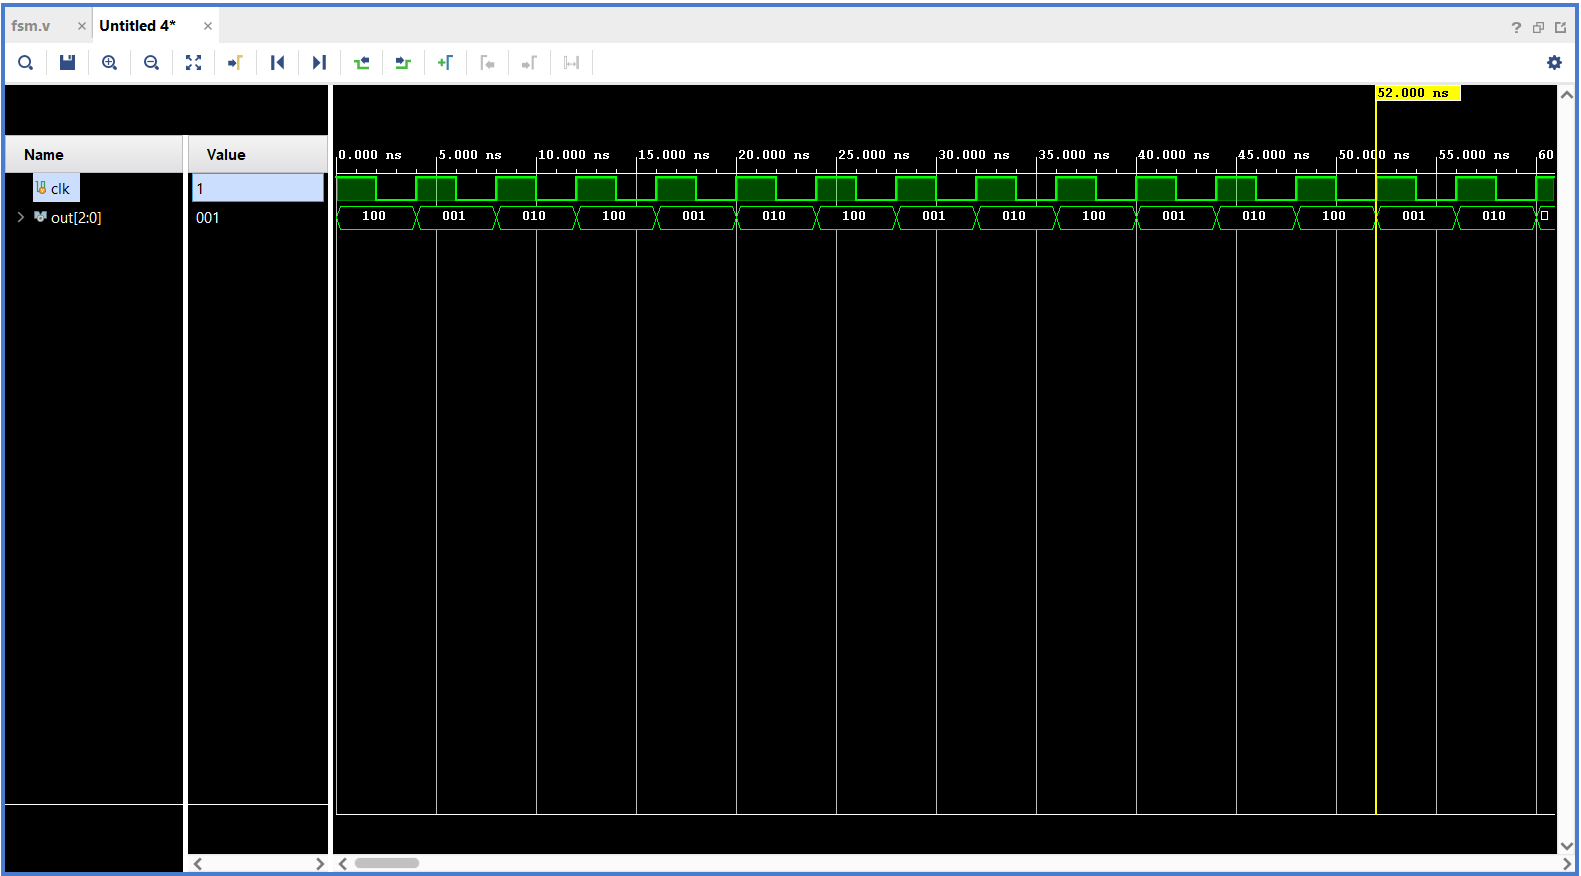 fsm.v × Untitled 4* ×
?
52.000 ns
Name Value
0.000 ns 5.000 ns 10.000 ns 15.000 ns 20.000 ns 25.000 ns 30.000 ns 35.000 ns 40.000 ns 45.000 ns 50.000 ns 55.000 ns 60
clk 1
out[2:0] 001 100 001 010 100 001 010 100 001 010 100 001 010 100 001 010